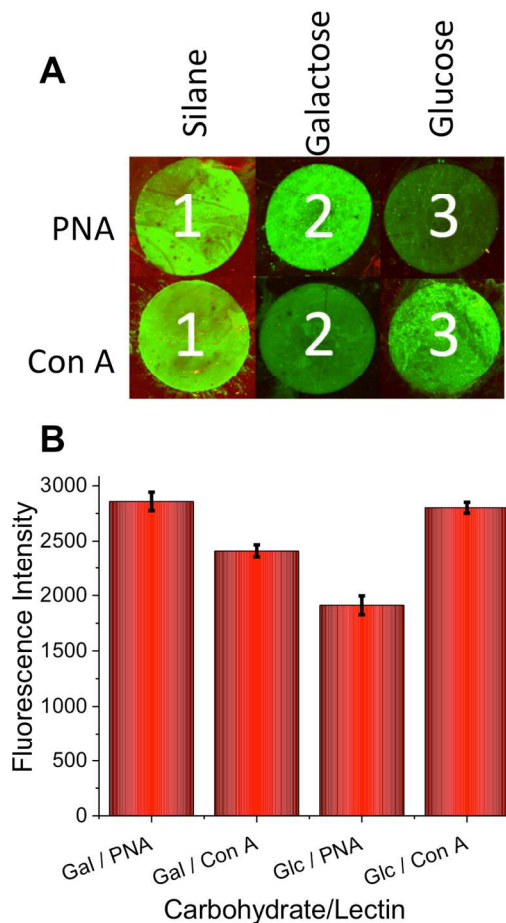 A
Silane
Galactose
Glucose
PNA
1
2
3
Con A
1
2
3
B
Fluorescence Intensity
3000
2500
2000
1500
1000
500
0
Gal / PNA
Gal / Con A
Glc / PNA
Glc / Con A
Carbohydrate/Lectin